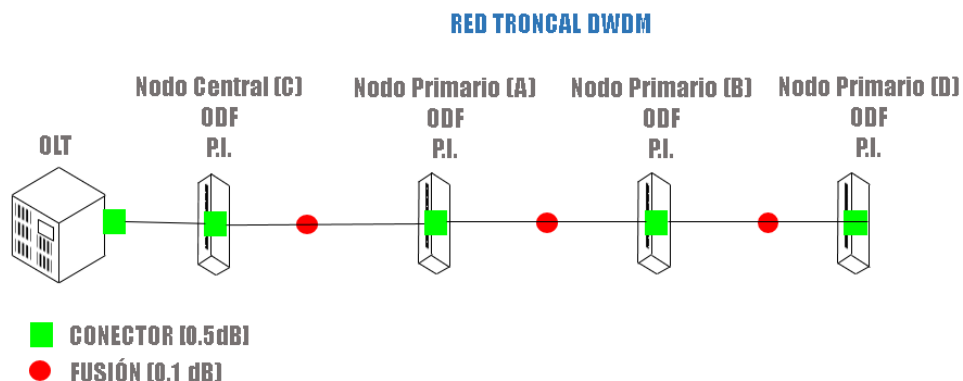 RED TRONCAL DWDM
Nodo Central (C)
ODF
P.I.
Nodo Primario (A)
ODF
P.I.
Nodo Primario (B)
ODF
P.I.
Nodo Primario (D)
ODF
P.I.
OLT
CONECTOR [0.5dB]
FUSIÓN (0.1 dB)